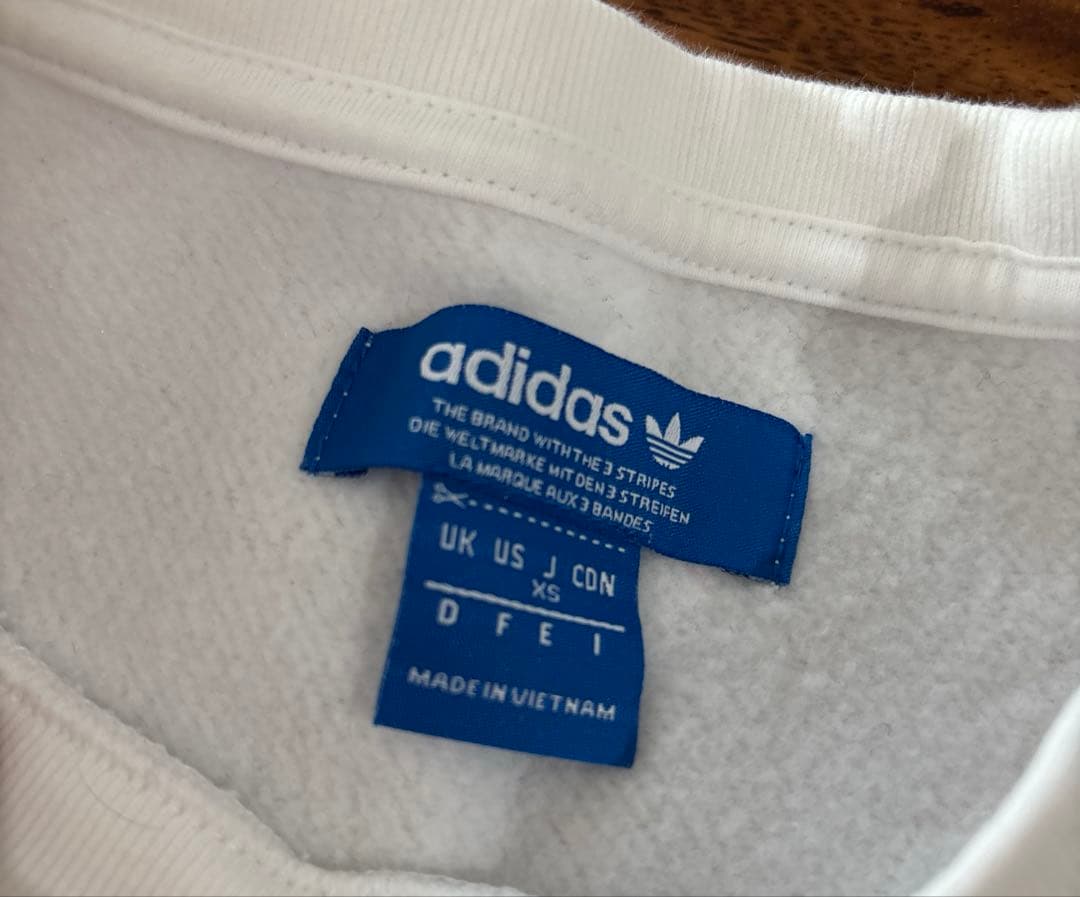 adidas
THE BRAND WITH THE 3 STRIPES
DIE WELTMARKE MIT DEN 3 STREIFEN
LA MARQUE AUX 3 BANDES
UK US J CDN
XS
D F E I
MADE IN VIETNAM